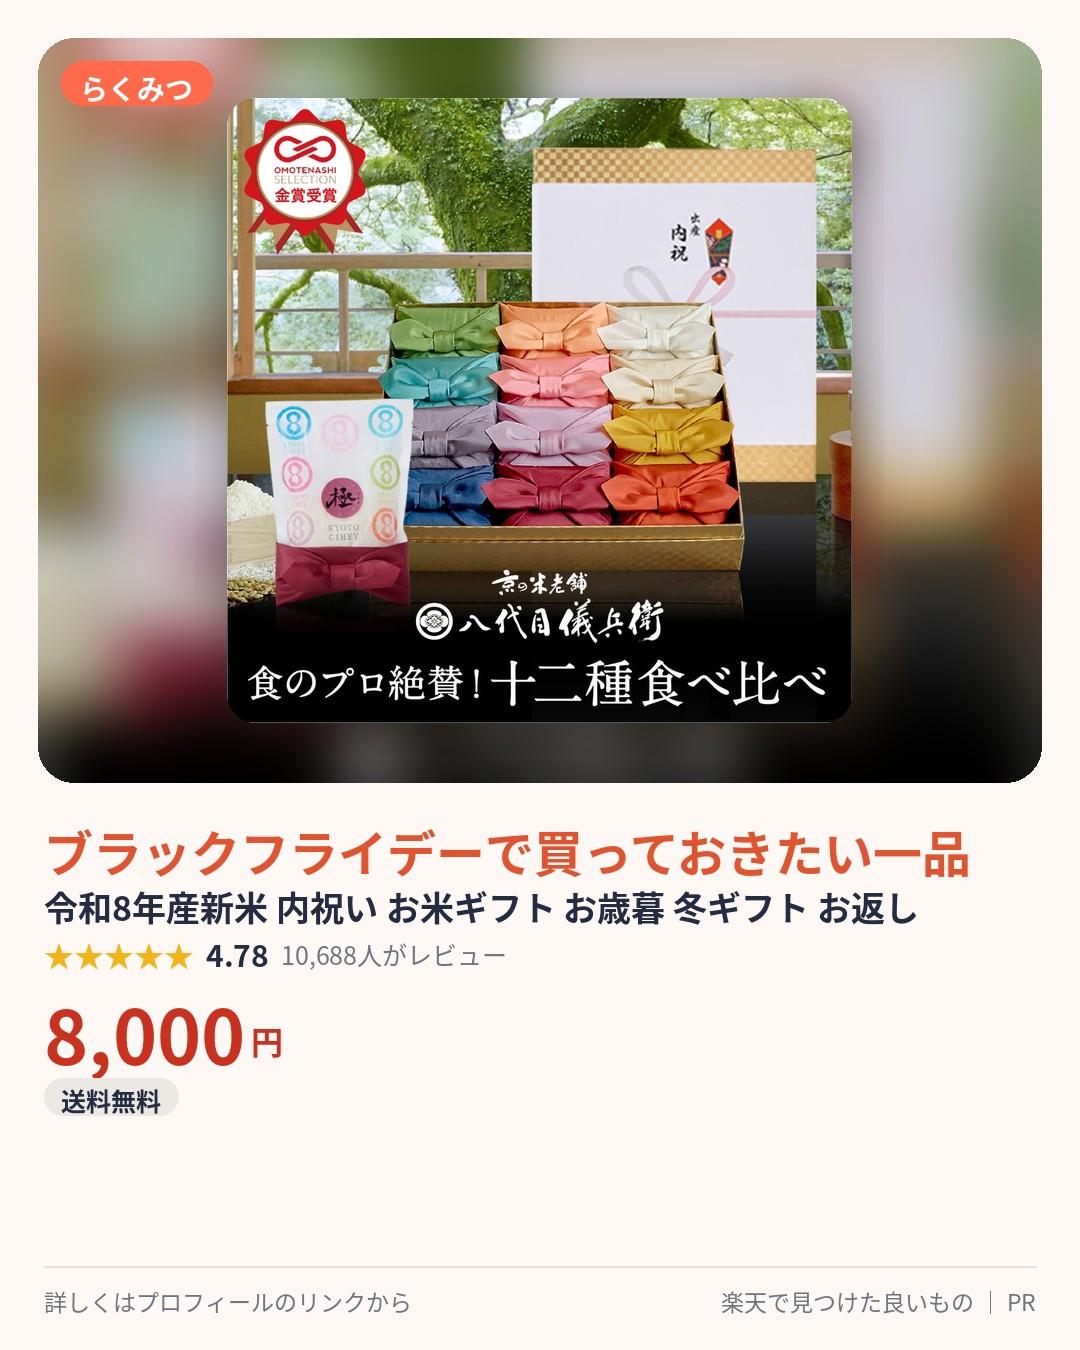 らくみつ
OMOTENASHI
SELECTION
金賞受賞
出産
内祝
極
KYOTO
京の米老舗
八代目儀兵衛
食のプロ絶賛！十二種食べ比べ
ブラックフライデーで買っておきたい一品
令和8年産新米 内祝い お米ギフト お歳暮 冬ギフト お返し
★★★★★ 4.78 10,688人がレビュー
8,000円
送料無料
詳しくはプロフィールのリンクから
楽天で見つけた良いもの｜PR